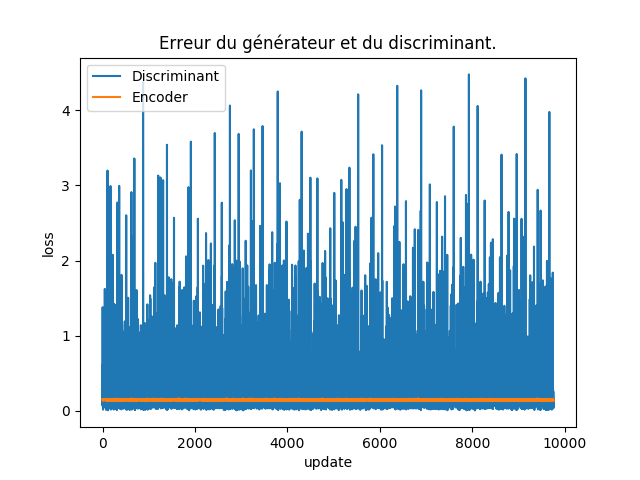 Erreur du générateur et du discriminant.
Discriminant
Encoder
loss
4
3
2
1
0
0 2000 4000 6000 8000 10000
update